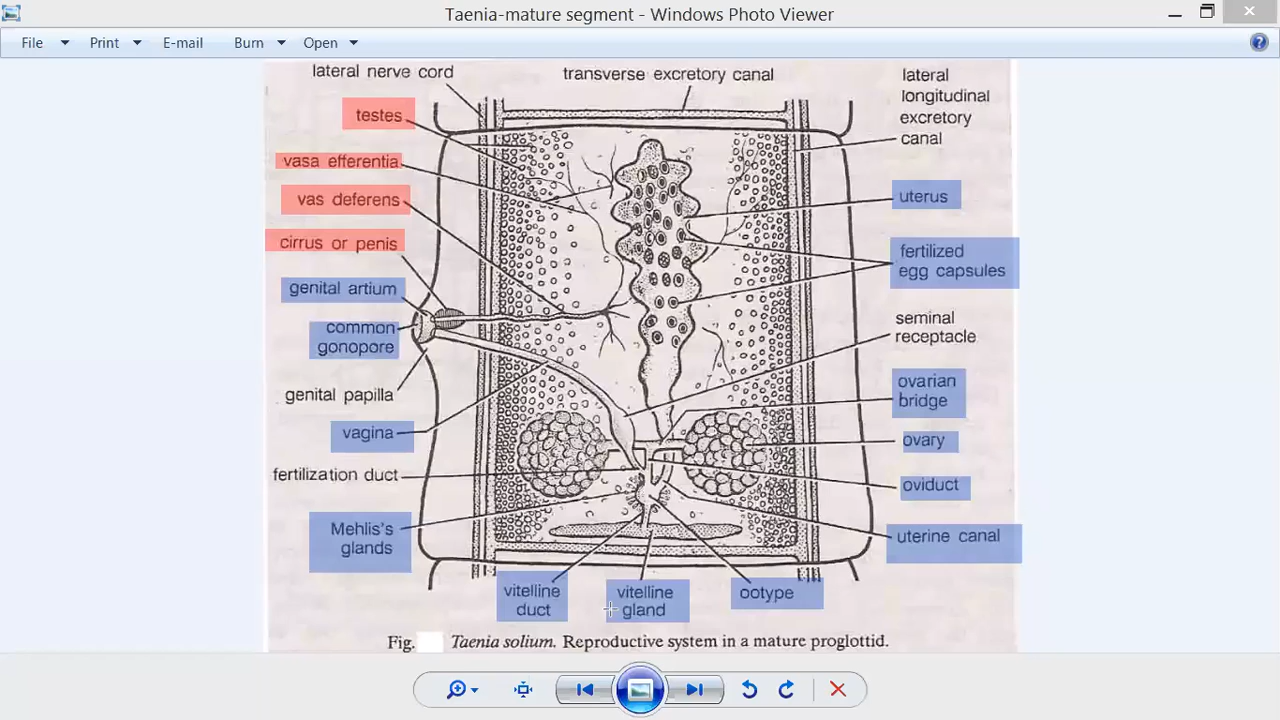 Taenia-mature segment - Windows Photo Viewer
File Print E-mail Burn Open
lateral nerve cord
transverse excretory canal
lateral
longitudinal
excretory
canal
testes
vasa efferentia
vas deferens
cirrus or penis
genital artium
common
gonopore
genital papilla
vagina
fertilization duct
Mehlis's
glands
uterus
fertilized
egg capsules
seminal
receptacle
ovarian
bridge
ovary
oviduct
uterine canal
vitelline
duct
vitelline
gland
ootype
Fig. Taenia solium. Reproductive system in a mature proglottid.